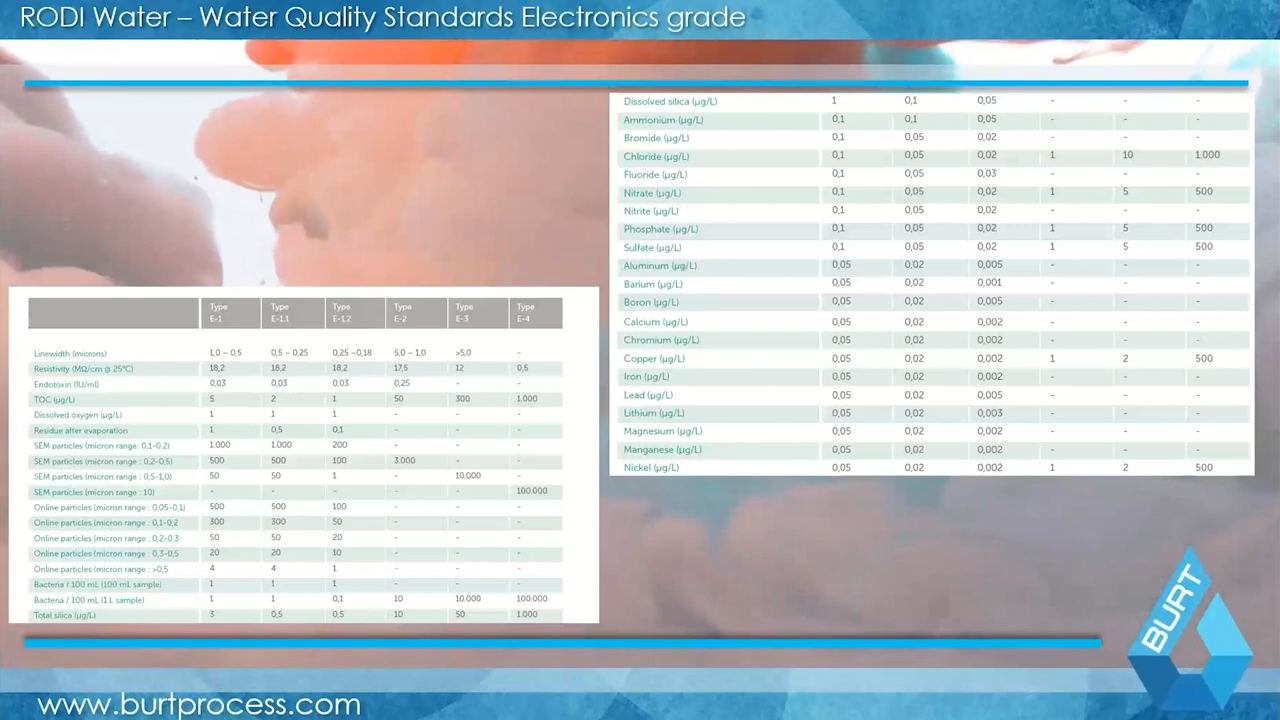 RODI Water – Water Quality Standards Electronics grade
Type E-1 Type E-1.1 Type E-1.2 Type E-2 Type E-3 Type E-4
Linewidth (microns) 1,0 – 0,5 0,5 – 0,25 0,25 –0,18 5,0 – 1,0 >5,0 -
Resistivity (MΩ/cm @ 25°C) 18,2 18,2 18,2 17,5 12 0,5
Endotoxin (IU/ml) 0,03 0,03 0,03 0,25 - -
TOC (µg/L) 5 2 1 50 300 1.000
Dissolved oxygen (µg/L) 1 1 1 - - -
Residue after evaporation 1 0,5 0,1 - - -
SEM particles (micron range: 0,1-0,2) 1.000 1.000 200 - - -
SEM particles (micron range : 0,2-0,5) 500 500 100 3.000 - -
SEM particles (micron range : 0,5-1,0) 50 50 1 - 10.000 -
SEM particles (micron range : 10) - - - - - 100.000
Online particles (micron range : 0,05-0,1) 500 500 100 - - -
Online particles (micron range : 0,1-0,2 300 300 50 - - -
Online particles (micron range : 0,2-0,3 50 50 20 - - -
Online particles (micron range : 0,3-0,5 20 20 10 - - -
Online particles (micron range : >0,5 4 4 1 - - -
Bacteria / 100 mL (100 mL sample) 1 1 1 - - -
Bacteria / 100 mL (1 L sample) 1 1 0,1 10 10.000 100.000
Total silica (µg/L) 3 0,5 0,5 10 50 1.000
Dissolved silica (µg/L) 1 0,1 0,05 - - -
Ammonium (µg/L) 0,1 0,1 0,05 - - -
Bromide (µg/L) 0,1 0,05 0,02 - - -
Chloride (µg/L) 0,1 0,05 0,02 1 10 1.000
Fluoride (µg/L) 0,1 0,05 0,03 - - -
Nitrate (µg/L) 0,1 0,05 0,02 1 5 500
Nitrite (µg/L) 0,1 0,05 0,02 - - -
Phosphate (µg/L) 0,1 0,05 0,02 1 5 500
Sulfate (µg/L) 0,1 0,05 0,02 1 5 500
Aluminum (µg/L) 0,05 0,02 0,005 - - -
Barium (µg/L) 0,05 0,02 0,001 - - -
Boron (µg/L) 0,05 0,02 0,005 - - -
Calcium (µg/L) 0,05 0,02 0,002 - - -
Chromium (µg/L) 0,05 0,02 0,002 - - -
Copper (µg/L) 0,05 0,02 0,002 1 2 500
Iron (µg/L) 0,05 0,02 0,002 - - -
Lead (µg/L) 0,05 0,02 0,005 - - -
Lithium (µg/L) 0,05 0,02 0,003 - - -
Magnesium (µg/L) 0,05 0,02 0,002 - - -
Manganese (µg/L) 0,05 0,02 0,002 - - -
Nickel (µg/L) 0,05 0,02 0,002 1 2 500
BURT
www.burtprocess.com